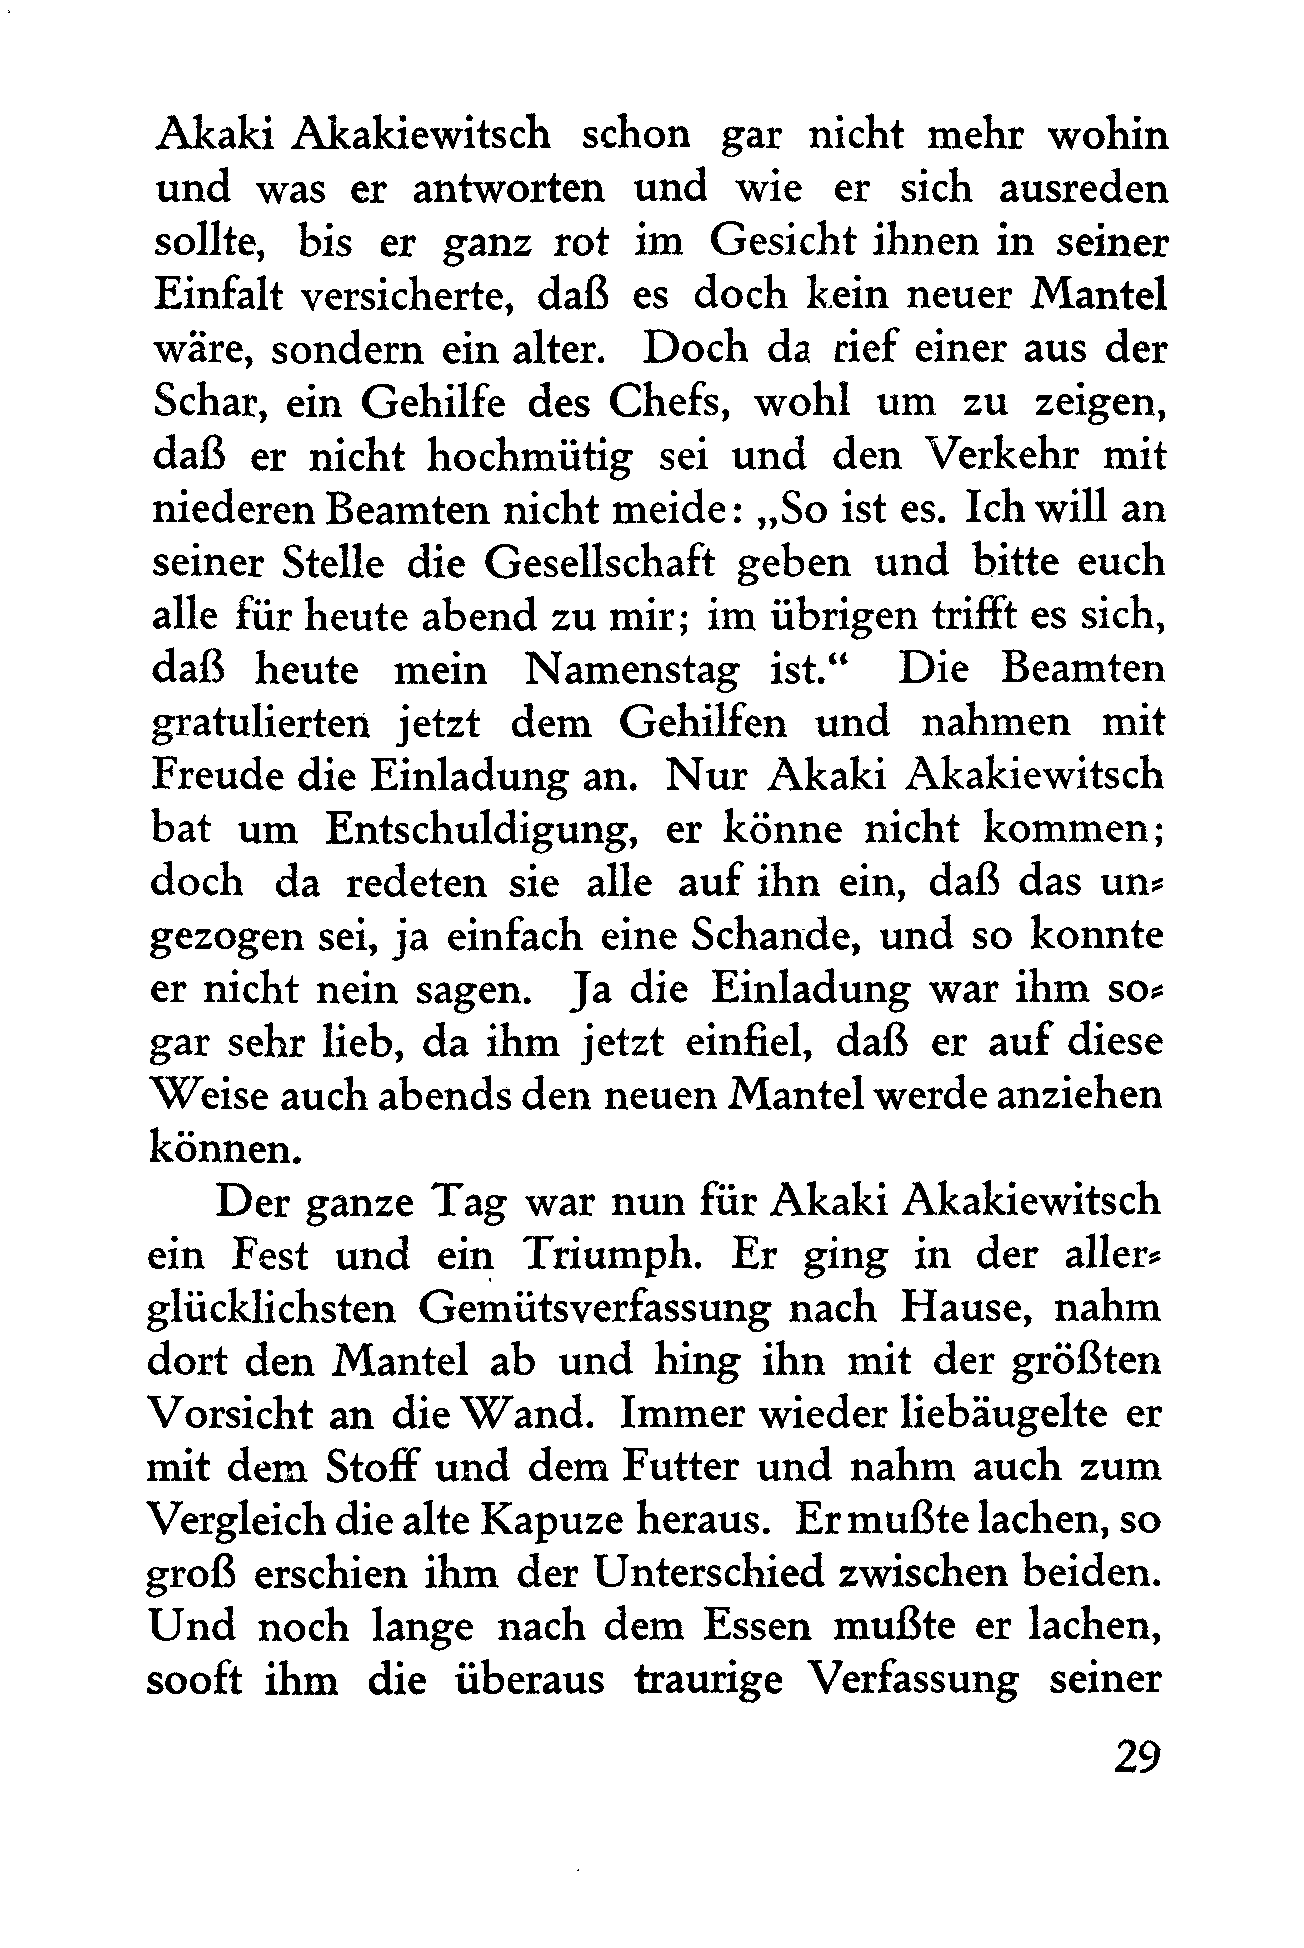 Akaki Akakiewitsch schon gar nicht mehr wohin
und was er antworten und wie er sich ausreden
sollte, bis er ganz rot im Gesicht ihnen in seiner
Einfalt versicherte, daß es doch kein neuer Mantel
wäre, sondern ein alter. Doch da rief einer aus der
Schar, ein Gehilfe des Chefs, wohl um zu zeigen,
daß er nicht hochmütig sei und den Verkehr mit
niederen Beamten nicht meide: „So ist es. Ich will an
seiner Stelle die Gesellschaft geben und bitte euch
alle für heute abend zu mir; im übrigen trifft es sich,
daß heute mein Namenstag ist.“ Die Beamten
gratulierten jetzt dem Gehilfen und nahmen mit
Freude die Einladung an. Nur Akaki Akakiewitsch
bat um Entschuldigung, er könne nicht kommen;
doch da redeten sie alle auf ihn ein, daß das un⸗
gezogen sei, ja einfach eine Schande, und so konnte
er nicht nein sagen. Ja die Einladung war ihm so⸗
gar sehr lieb, da ihm jetzt einfiel, daß er auf diese
Weise auch abends den neuen Mantel werde anziehen
können.
Der ganze Tag war nun für Akaki Akakiewitsch
ein Fest und ein Triumph. Er ging in der aller⸗
glücklichsten Gemütsverfassung nach Hause, nahm
dort den Mantel ab und hing ihn mit der größten
Vorsicht an die Wand. Immer wieder liebäugelte er
mit dem Stoff und dem Futter und nahm auch zum
Vergleich die alte Kapuze heraus. Er mußte lachen, so
groß erschien ihm der Unterschied zwischen beiden.
Und noch lange nach dem Essen mußte er lachen,
sooft ihm die überaus traurige Verfassung seiner
29